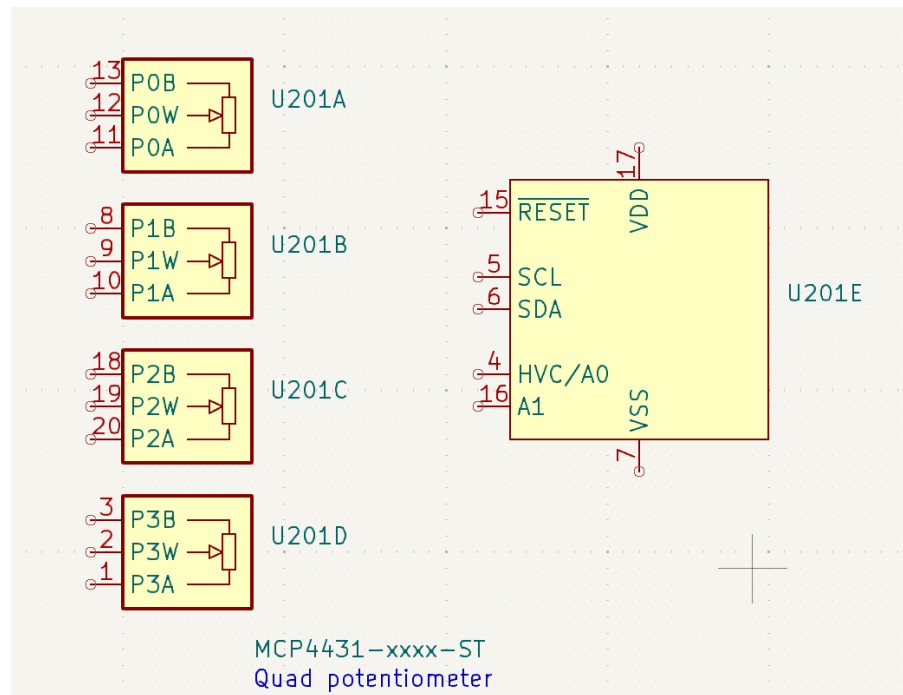 13 P0B
12 P0W
11 P0A
U201A
8 P1B
9 P1W
10 P1A
U201B
18 P2B
19 P2W
20 P2A
U201C
3 P3B
2 P3W
1 P3A
U201D
17 VDD
15 RESET
5 SCL
6 SDA
4 HVC/A0
16 A1
7 VSS
U201E
MCP4431-xxxx-ST
Quad potentiometer